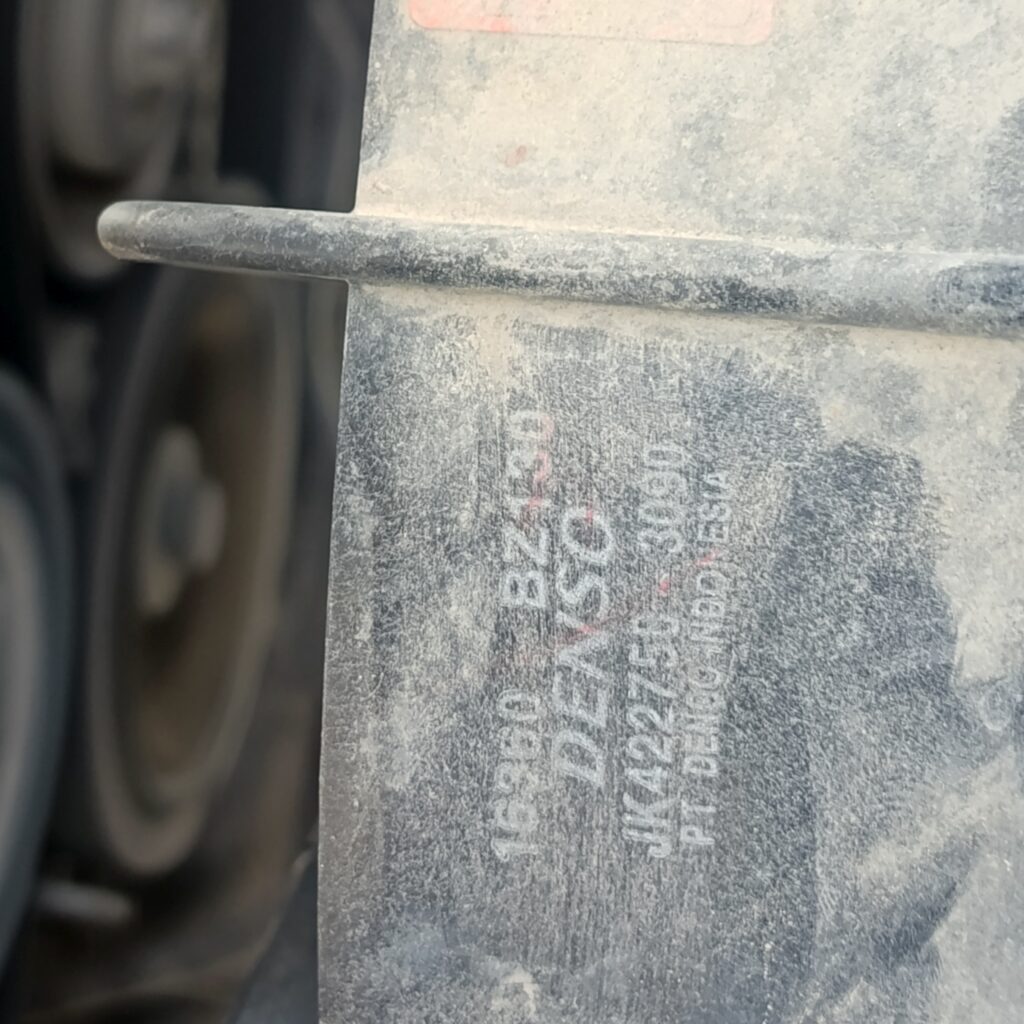 16360 BZ130
DENSO
JK422750-3090
PT. DENSO INDONESIA